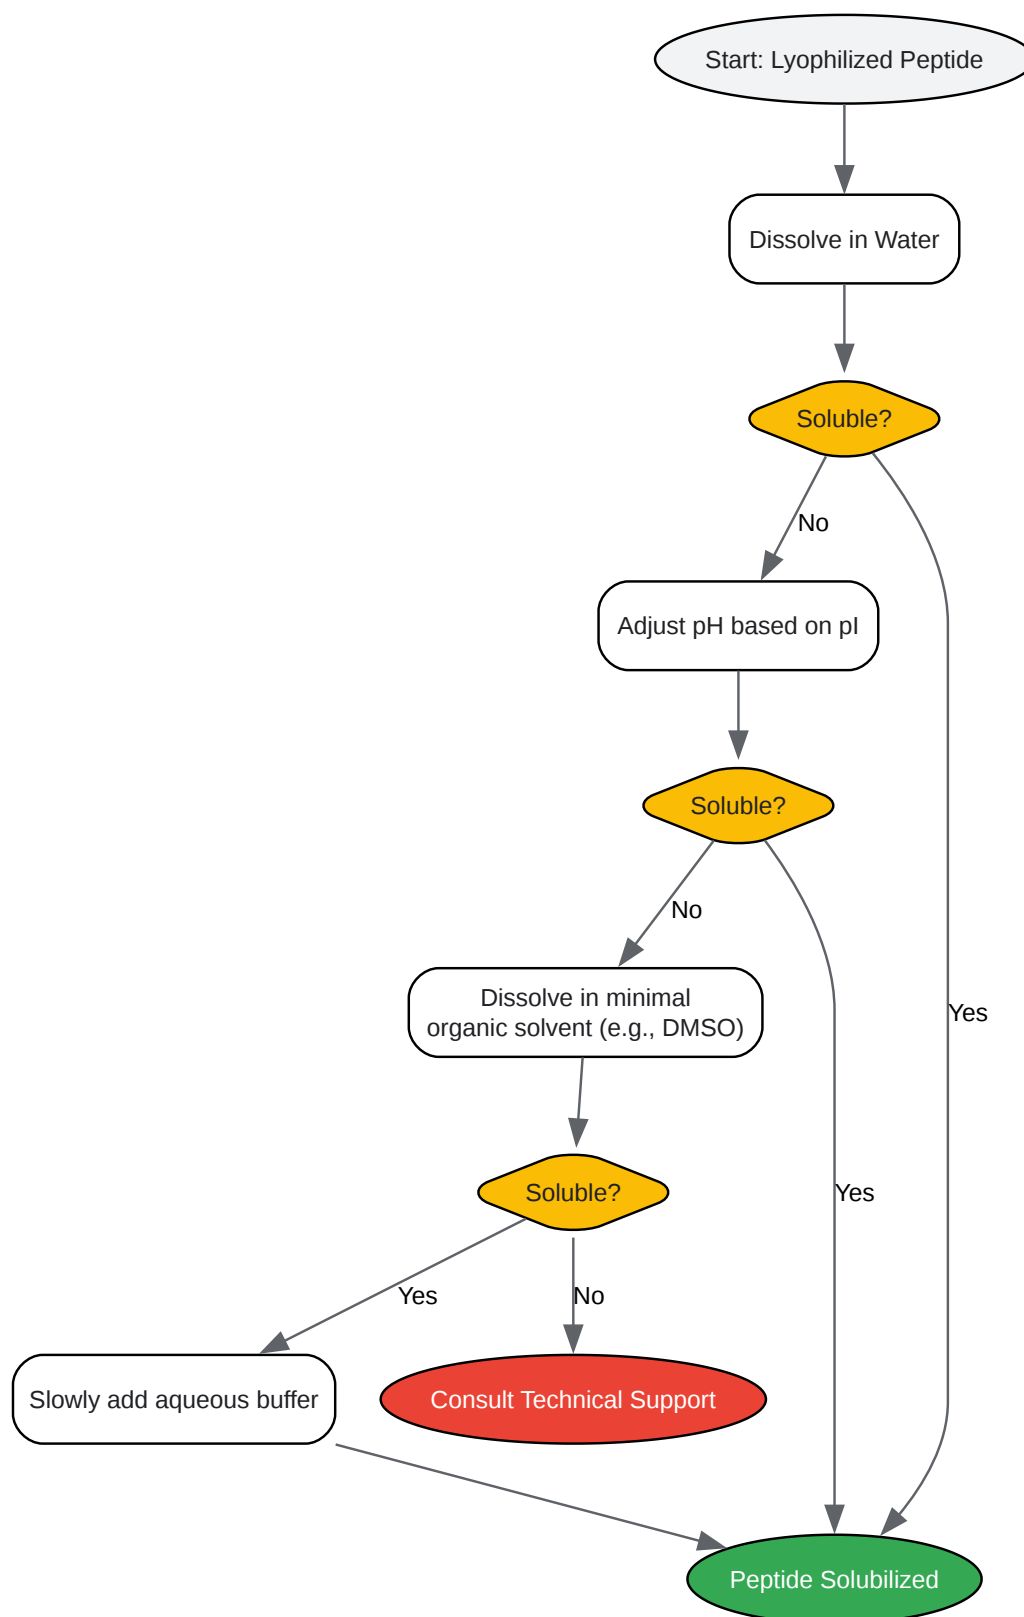 Start: Lyophilized Peptide
Dissolve in Water
Soluble?
No
Adjust pH based on pI
Soluble?
No
Dissolve in minimal
organic solvent (e.g., DMSO)
Yes
Soluble?
Yes
Yes
No
Slowly add aqueous buffer
Consult Technical Support
Peptide Solubilized